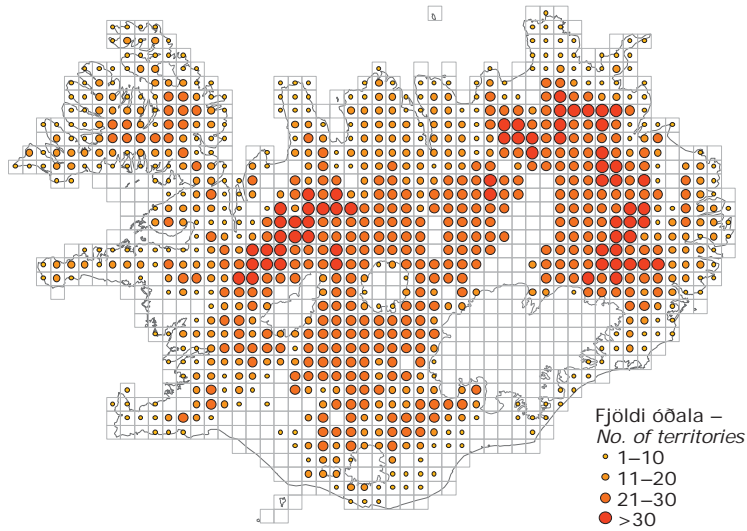 Fjöldi óðala –
No. of territories
1–10
11–20
21–30
>30